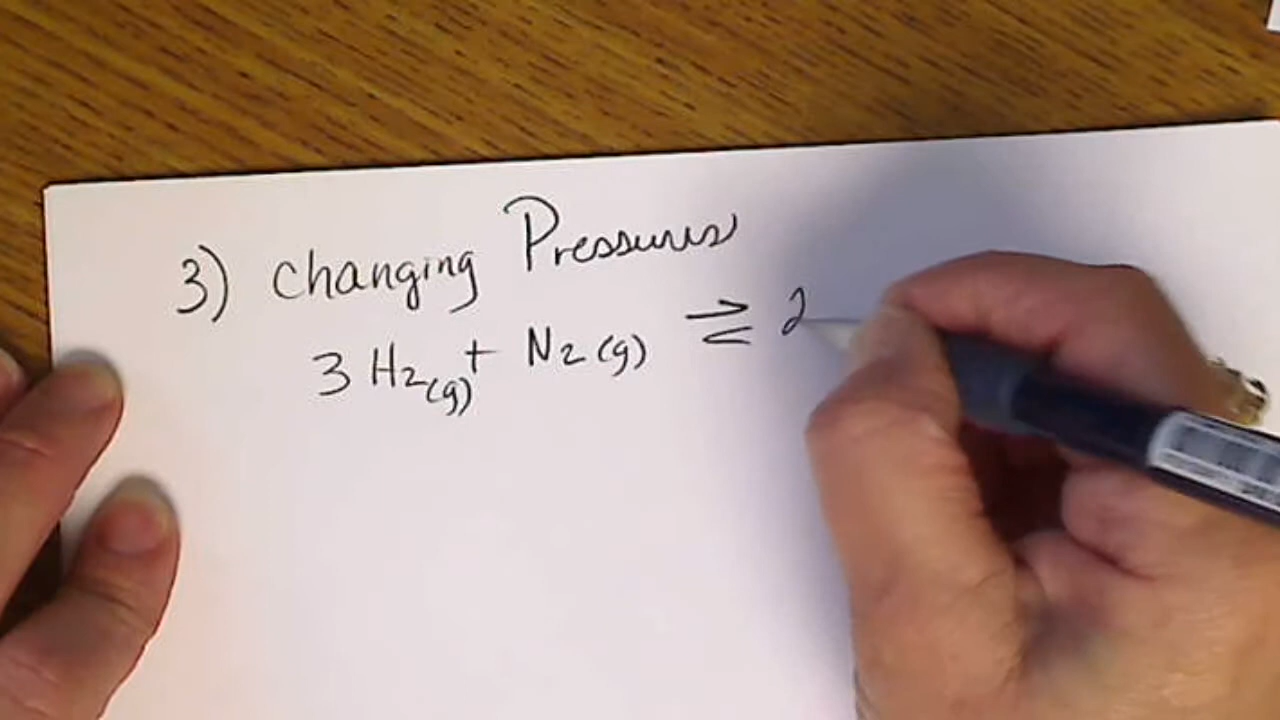 3) Changing Pressures
3 H2(g) + N2(g) ⇌ 2